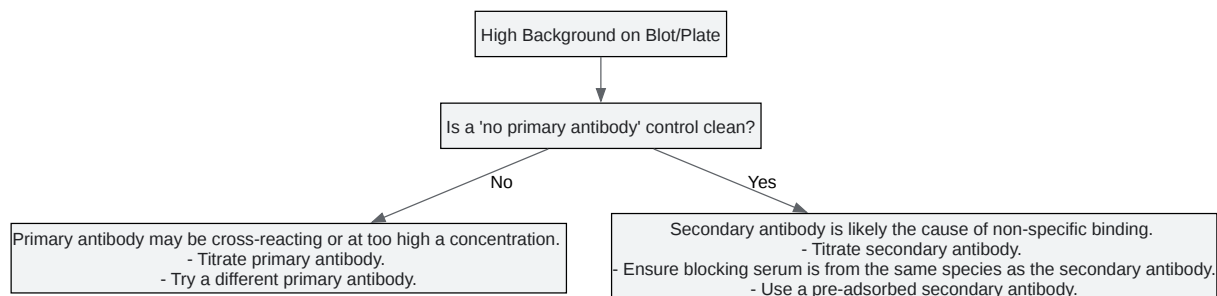 High Background on Blot/Plate
Is a 'no primary antibody' control clean?
No
Yes
Primary antibody may be cross-reacting or at too high a concentration.
- Titrate primary antibody.
- Try a different primary antibody.
Secondary antibody is likely the cause of non-specific binding.
- Titrate secondary antibody.
- Ensure blocking serum is from the same species as the secondary antibody.
- Use a pre-adsorbed secondary antibody.